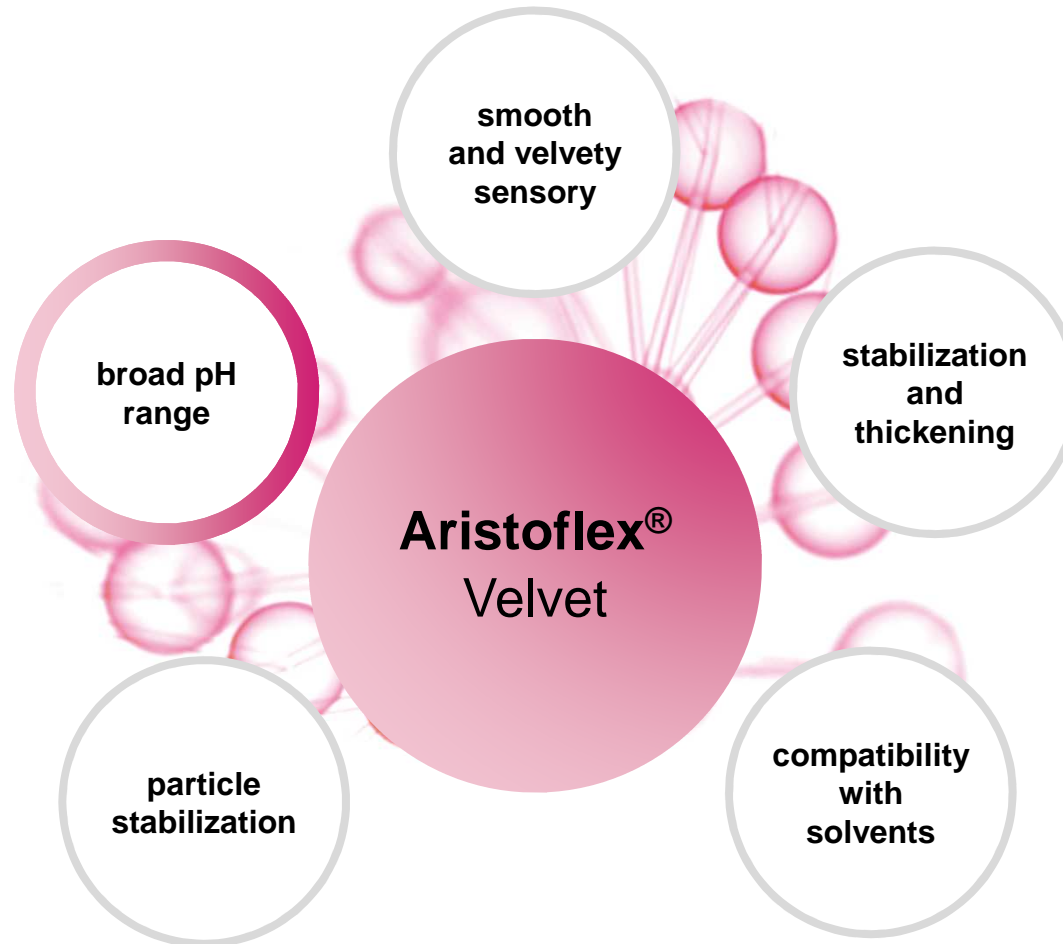 smooth
and velvety
sensory
broad pH
range
stabilization
and
thickening
Aristoflex®
Velvet
particle
stabilization
compatibility
with
solvents